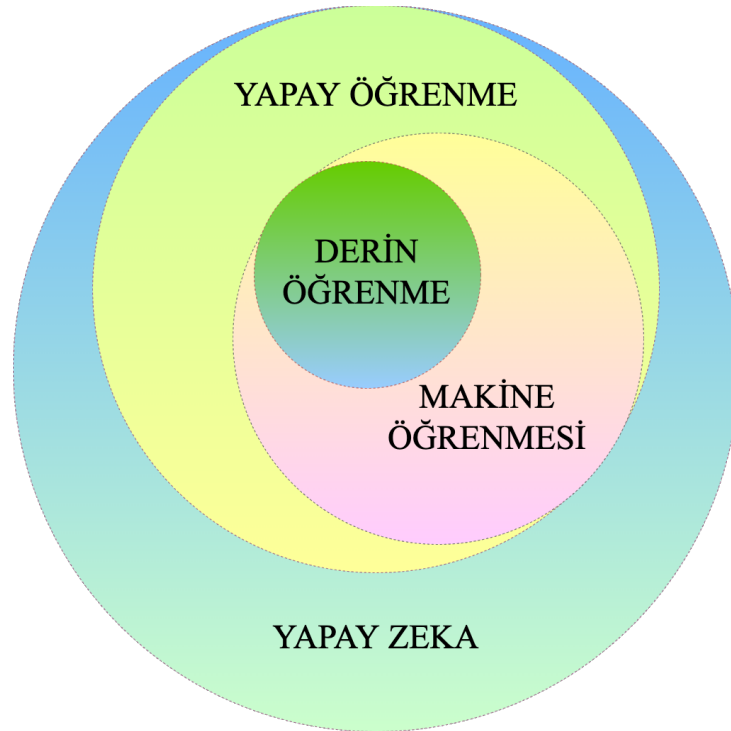 YAPAY ÖĞRENME
DERİN
ÖĞRENME
MAKİNE
ÖĞRENMESİ
YAPAY ZEKA